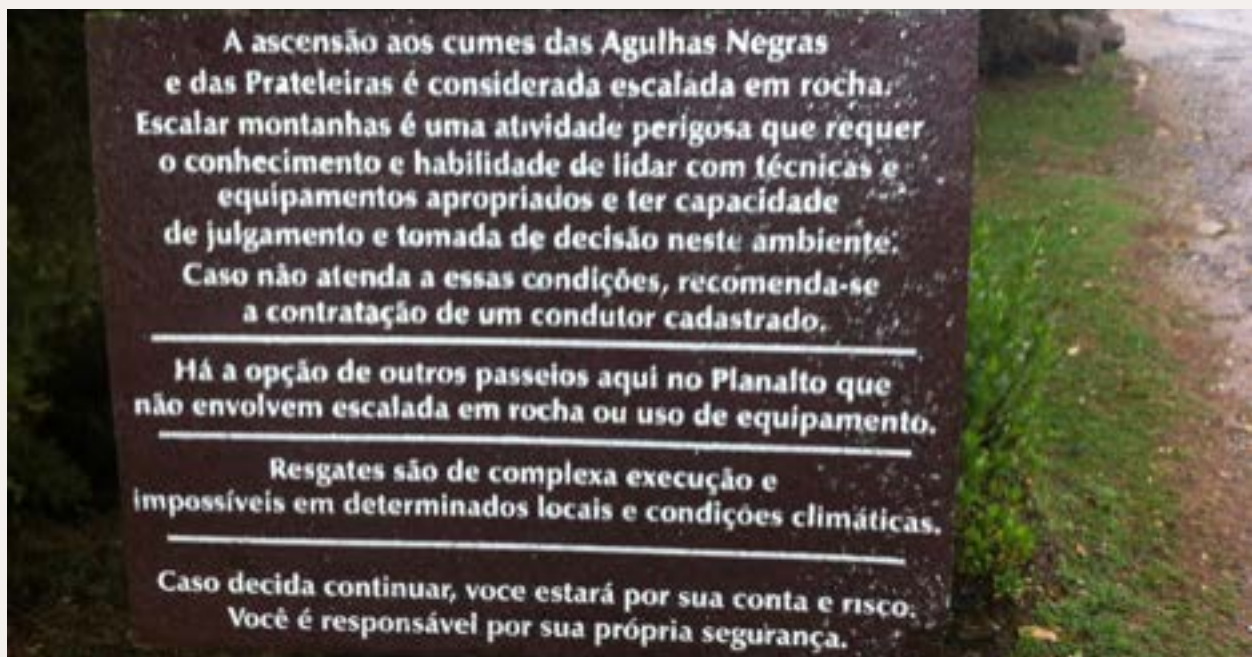 A ascensão aos cumes das Agulhas Negras
e das Prateleiras é considerada escalada em rocha.
Escalar montanhas é uma atividade perigosa que requer
o conhecimento e habilidade de lidar com técnicas e
equipamentos apropriados e ter capacidade
de julgamento e tomada de decisão neste ambiente.
Caso não atenda a essas condições, recomenda-se
a contratação de um condutor cadastrado.
Há a opção de outros passeios aqui no Planalto que
não envolvem escalada em rocha ou uso de equipamento.
Resgates são de complexa execução e
impossíveis em determinados locais e condições climáticas.
Caso decida continuar, voce estará por sua conta e risco.
Você é responsável por sua própria segurança.